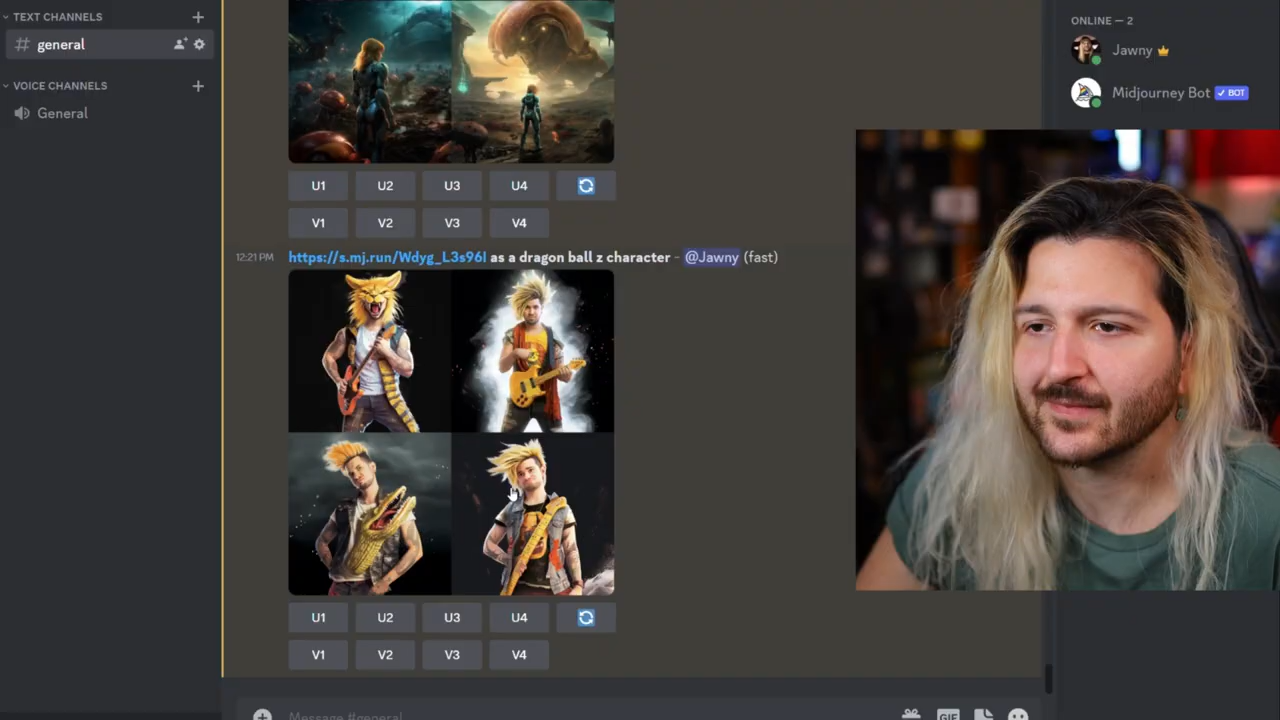 TEXT CHANNELS
# general
VOICE CHANNELS
General
U1 U2 U3 U4
V1 V2 V3 V4
12:21 PM https://s.mj.run/Wdyg_L3s96I as a dragon ball z character - @Jawny (fast)
U1 U2 U3 U4
V1 V2 V3 V4
Message #general
GIF
ONLINE — 2
Jawny
Midjourney Bot ✓ BOT